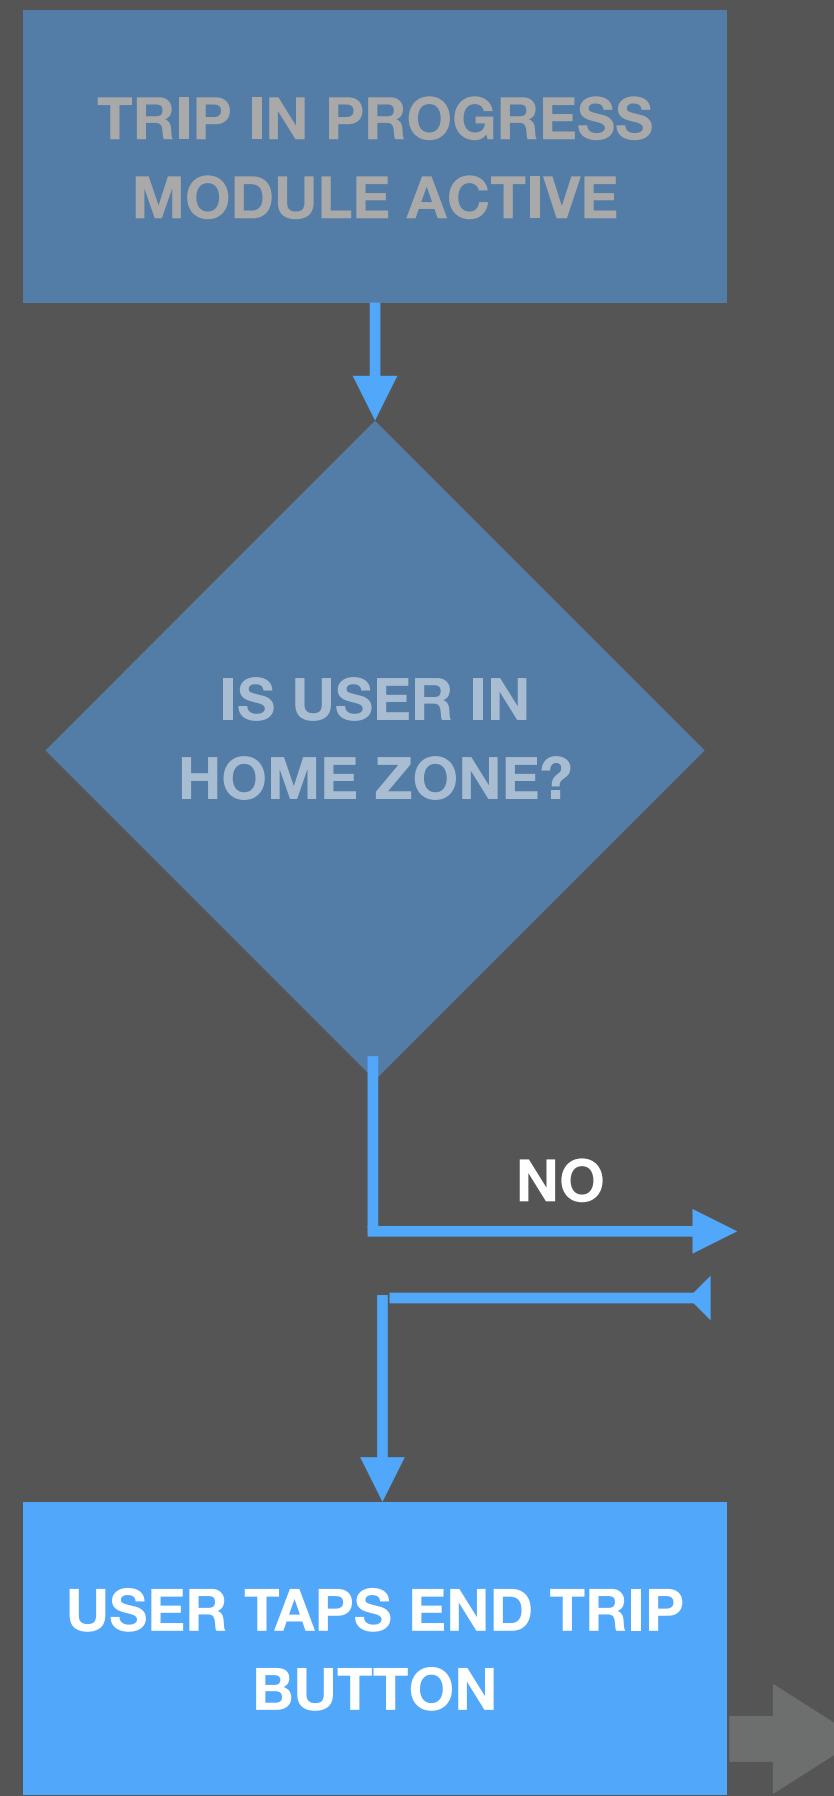 TRIP IN PROGRESS
MODULE ACTIVE
IS USER IN
HOME ZONE?
NO
USER TAPS END TRIP
BUTTON